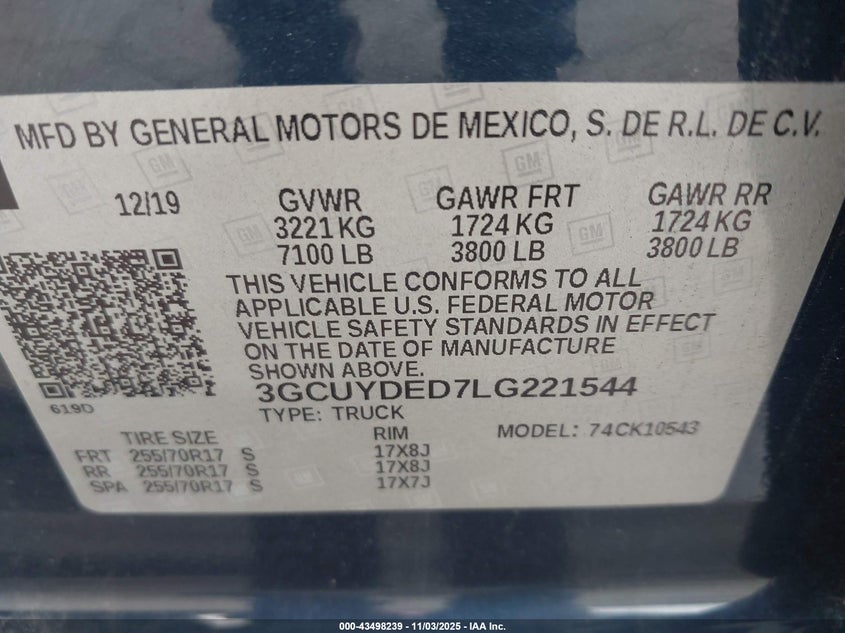 MFD BY GENERAL MOTORS DE MEXICO, S. DE R.L. DE C.V.
12/19 GVWR GAWR FRT GAWR RR
3221 KG 1724 KG 1724 KG
7100 LB 3800 LB 3800 LB
THIS VEHICLE CONFORMS TO ALL
APPLICABLE U.S. FEDERAL MOTOR
VEHICLE SAFETY STANDARDS IN EFFECT
ON THE DATE OF MANUFACTURE
SHOWN ABOVE.
3GCUYDED7LG221544
619D
TYPE: TRUCK
TIRE SIZE RIM MODEL: 74CK10543
FRT 255/70R17 S 17X8J
RR 255/70R17 S 17X8J
SPA 255/70R17 S 17X7J
000-43498239 - 11/03/2025 - IAA Inc.